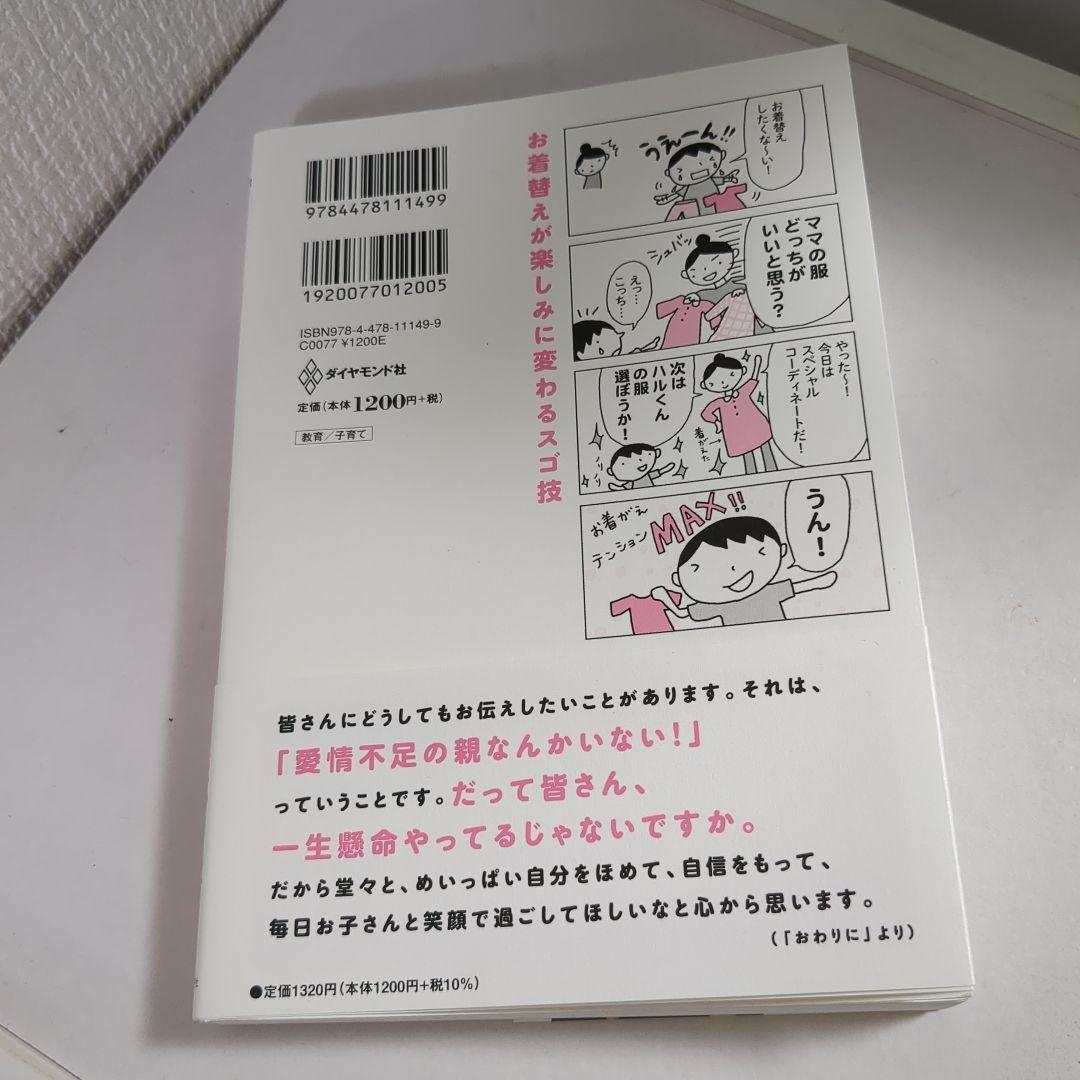 9784478111499
1920077012005
ISBN978-4-478-11149-9
C0077 ¥1200E
ダイヤモンド社
定価(本体1200円+税)
教育/子育て
お着替えが楽しみに変わるスゴ技
お着替え
したくな〜い!
うえーん!!
ママの服
どっちが
いいと思う?
シュバッ
えっ…
こっち…
やった〜!
今日は
スペシャル
コーディネートだ!
着がえた
次は
ハルくん
の服
選ぼうか!
ノリノリ
うん!
お着がえ
テンション
MAX!!
皆さんにどうしてもお伝えしたいことがあります。それは、
「愛情不足の親なんかいない!」
っていうことです。だって皆さん、
一生懸命やってるじゃないですか。
だから堂々と、めいっぱい自分をほめて、自信をもって、
毎日お子さんと笑顔で過ごしてほしいなと心から思います。
(「おわりに」より)
●定価1320円(本体1200円+税10%)